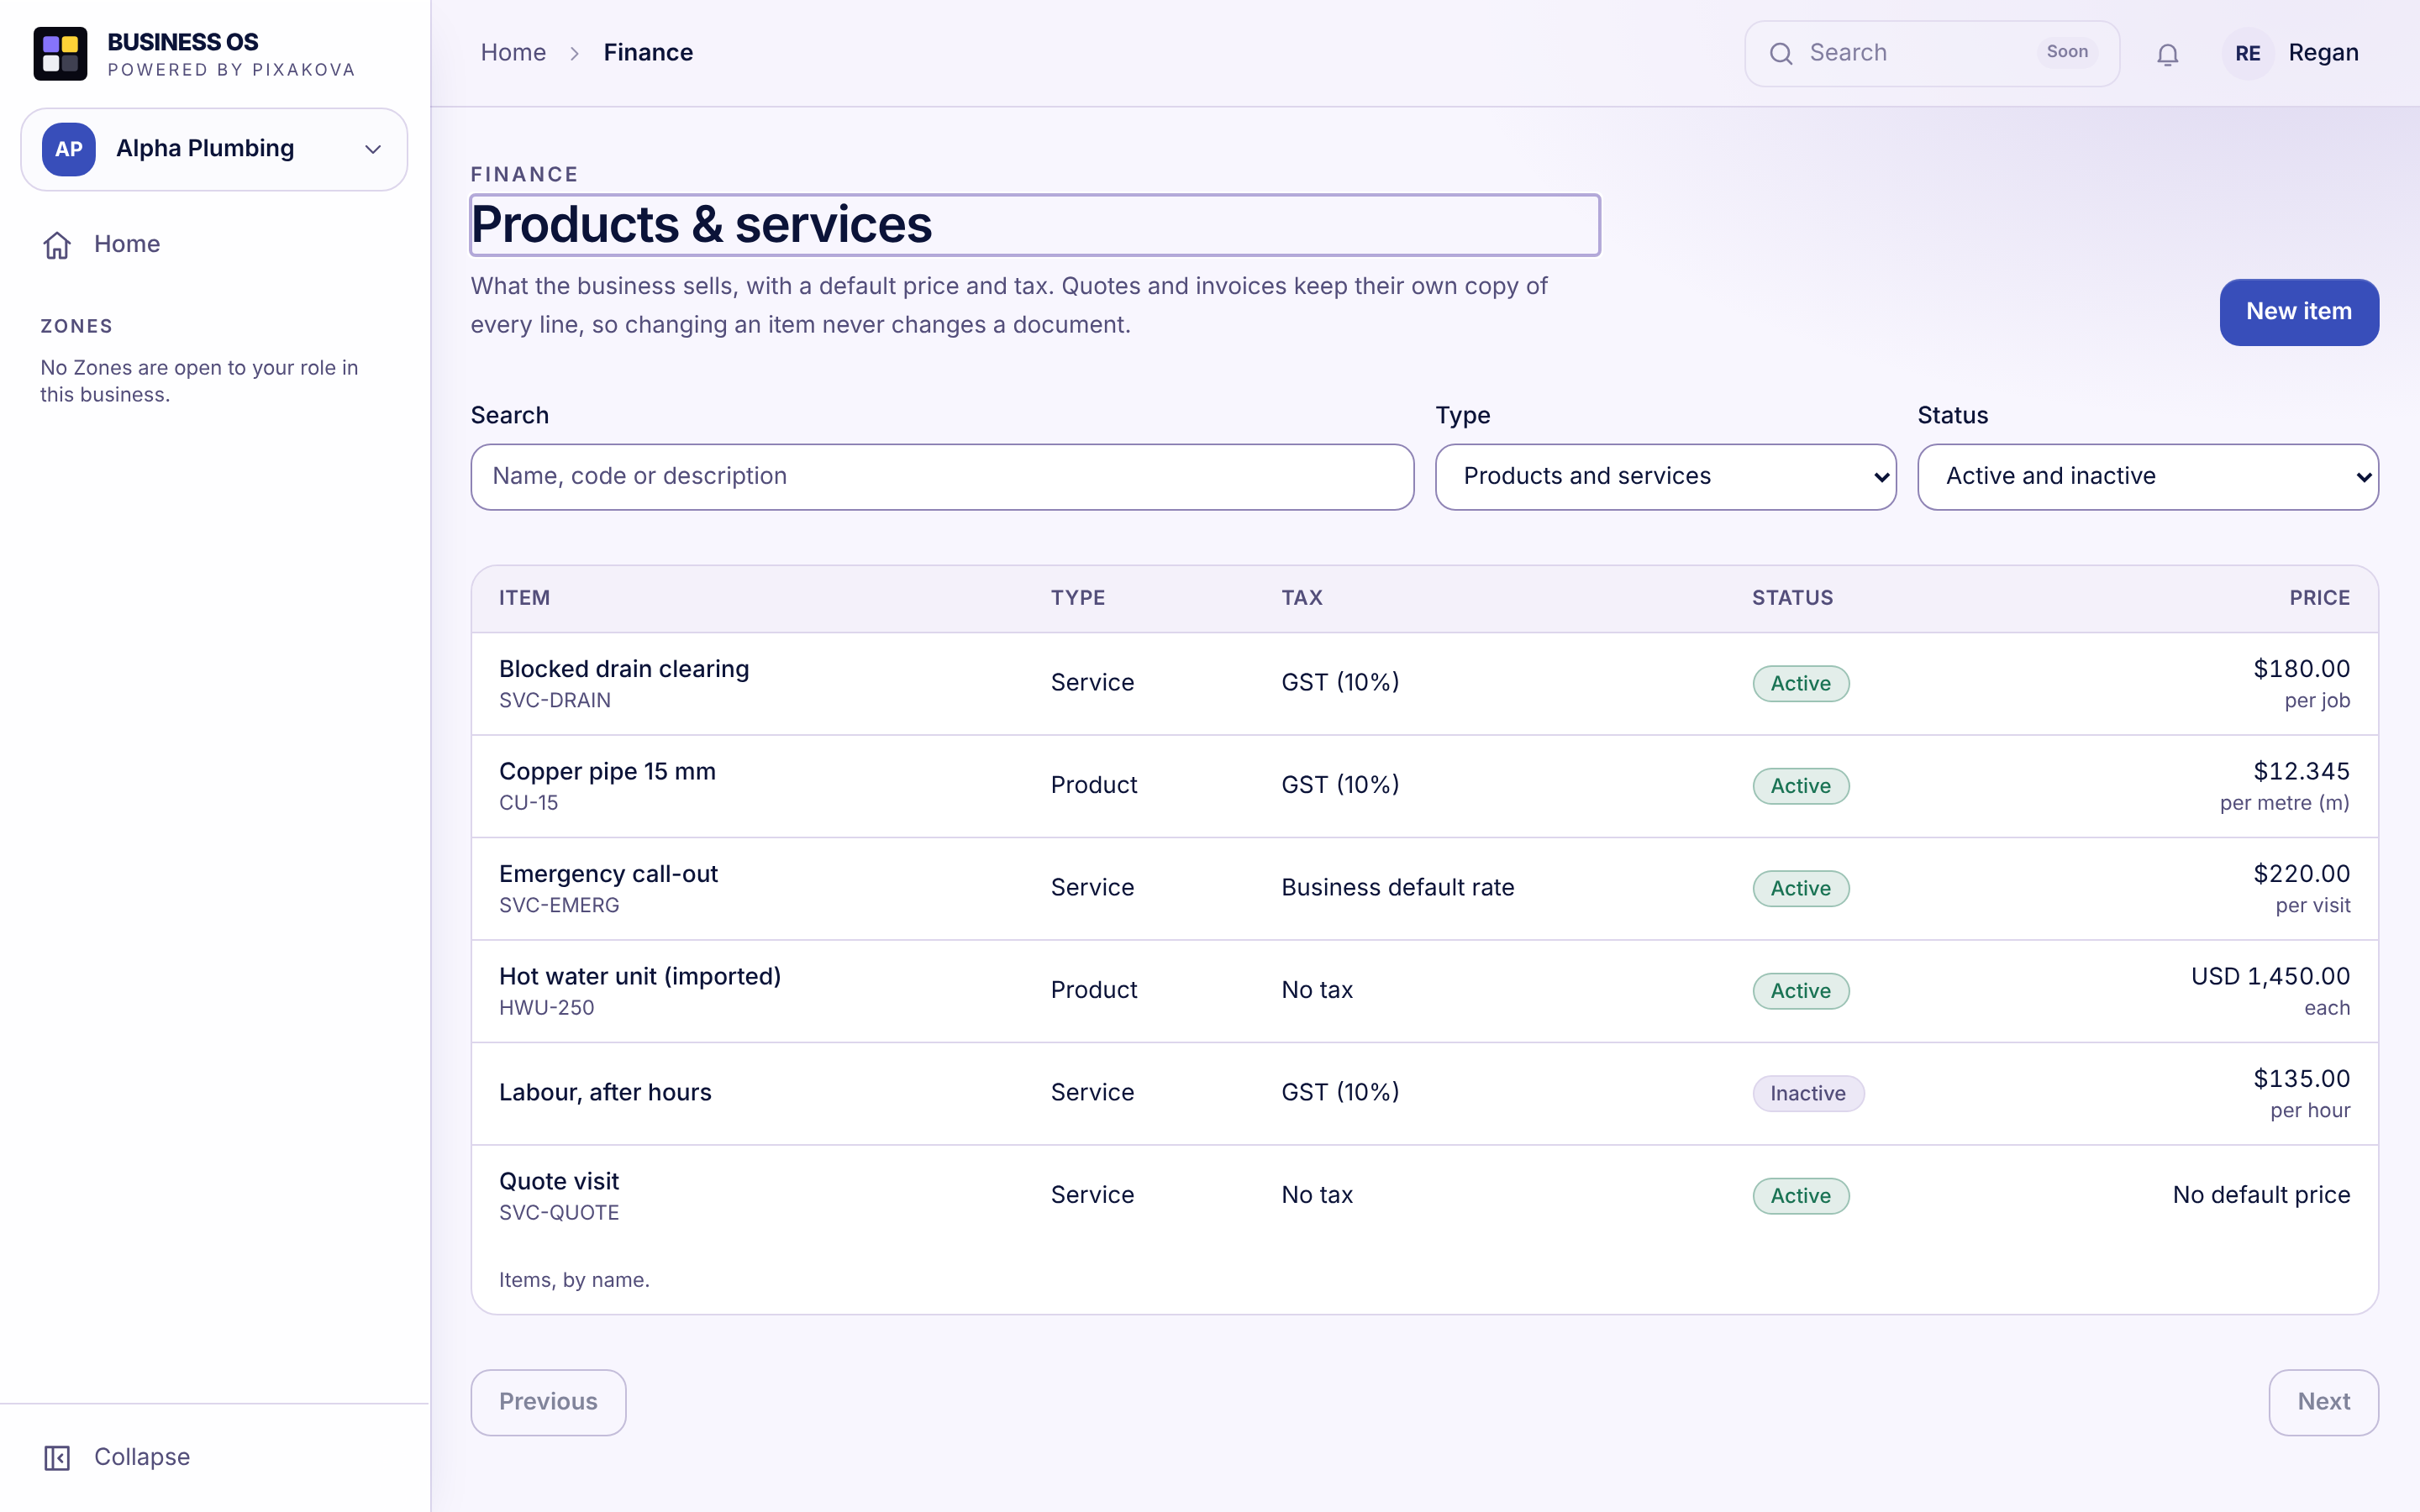 BUSINESS OS
POWERED BY PIXAKOVA
AP
Alpha Plumbing
Home
ZONES
No Zones are open to your role in
this business.
Collapse
Home
Finance
Search
Soon
RE
Regan
FINANCE
Products & services
What the business sells, with a default price and tax. Quotes and invoices keep their own copy of
every line, so changing an item never changes a document.
New item
Search
Name, code or description
Type
Products and services
Status
Active and inactive
ITEM TYPE TAX STATUS PRICE
Blocked drain clearing
SVC-DRAIN
Service
GST (10%)
Active
$180.00
per job
Copper pipe 15 mm
CU-15
Product
GST (10%)
Active
$12.345
per metre (m)
Emergency call-out
SVC-EMERG
Service
Business default rate
Active
$220.00
per visit
Hot water unit (imported)
HWU-250
Product
No tax
Active
USD 1,450.00
each
Labour, after hours
Service
GST (10%)
Inactive
$135.00
per hour
Quote visit
SVC-QUOTE
Service
No tax
Active
No default price
Items, by name.
Previous
Next